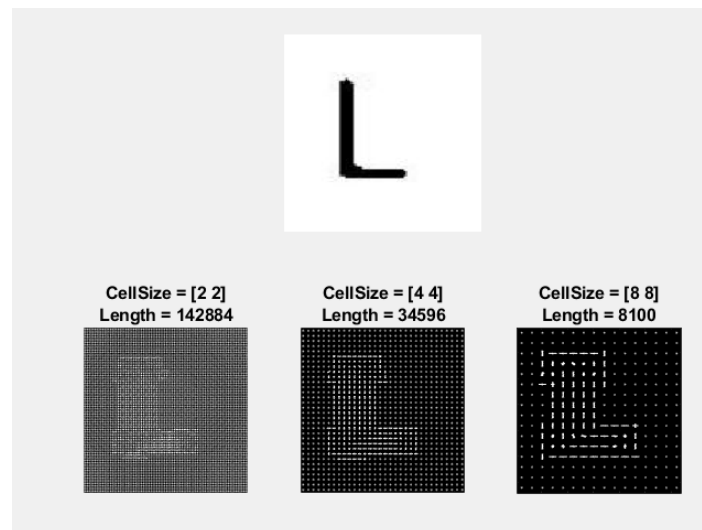 L
CellSize = [2 2]
Length = 142884
CellSize = [4 4]
Length = 34596
CellSize = [8 8]
Length = 8100